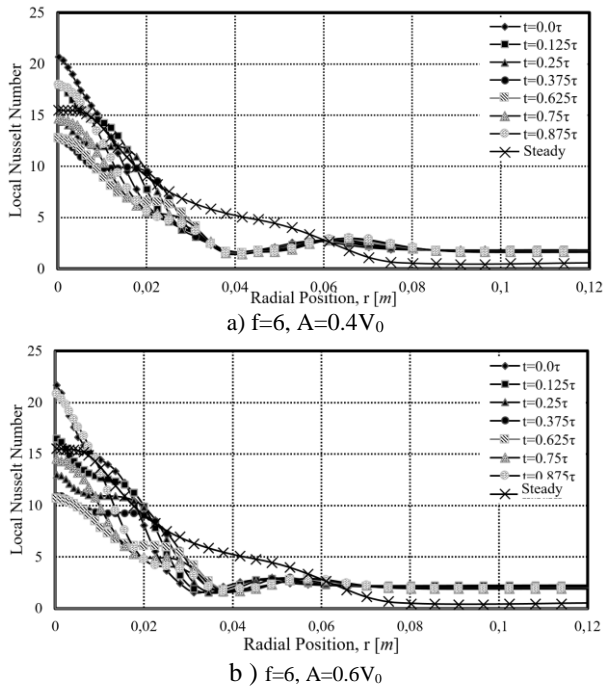 25
20
15
10
5
0
Local Nusselt Number
t=0.0τ
t=0.125τ
t=0.25τ
t=0.375τ
t=0.625τ
t=0.75τ
t=0.875τ
Steady
0 0,02 0,04 0,06 0,08 0,1 0,12
Radial Position, r [m]
a) f=6, A=0.4V₀
25
20
15
10
5
0
Local Nusselt Number
t=0.0τ
t=0.125τ
t=0.25τ
t=0.375τ
t=0.625τ
t=0.75τ
t=0.875τ
Steady
0 0,02 0,04 0,06 0,08 0,1 0,12
Radial Position, r [m]
b ) f=6, A=0.6V₀